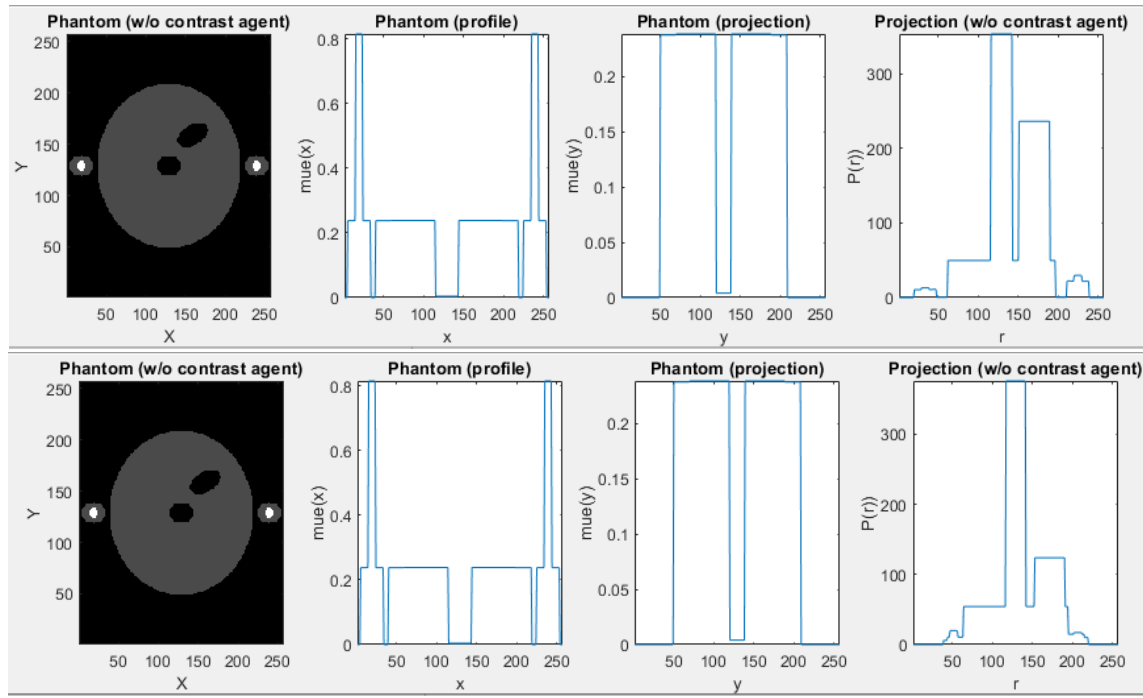 Phantom (w/o contrast agent)
250
200
150
100
50
Y
50 100 150 200 250
X
Phantom (profile)
0.8
0.6
0.4
0.2
0
mue(x)
50 100 150 200 250
x
Phantom (projection)
0.2
0.15
0.1
0.05
0
mue(y)
50 100 150 200 250
y
Projection (w/o contrast agent)
300
200
100
0
P(r))
50 100 150 200 250
r
Phantom (w/o contrast agent)
250
200
150
100
50
Y
50 100 150 200 250
X
Phantom (profile)
0.8
0.6
0.4
0.2
0
mue(x)
50 100 150 200 250
x
Phantom (projection)
0.2
0.15
0.1
0.05
0
mue(y)
50 100 150 200 250
y
Projection (w/o contrast agent)
300
200
100
0
P(r))
50 100 150 200 250
r